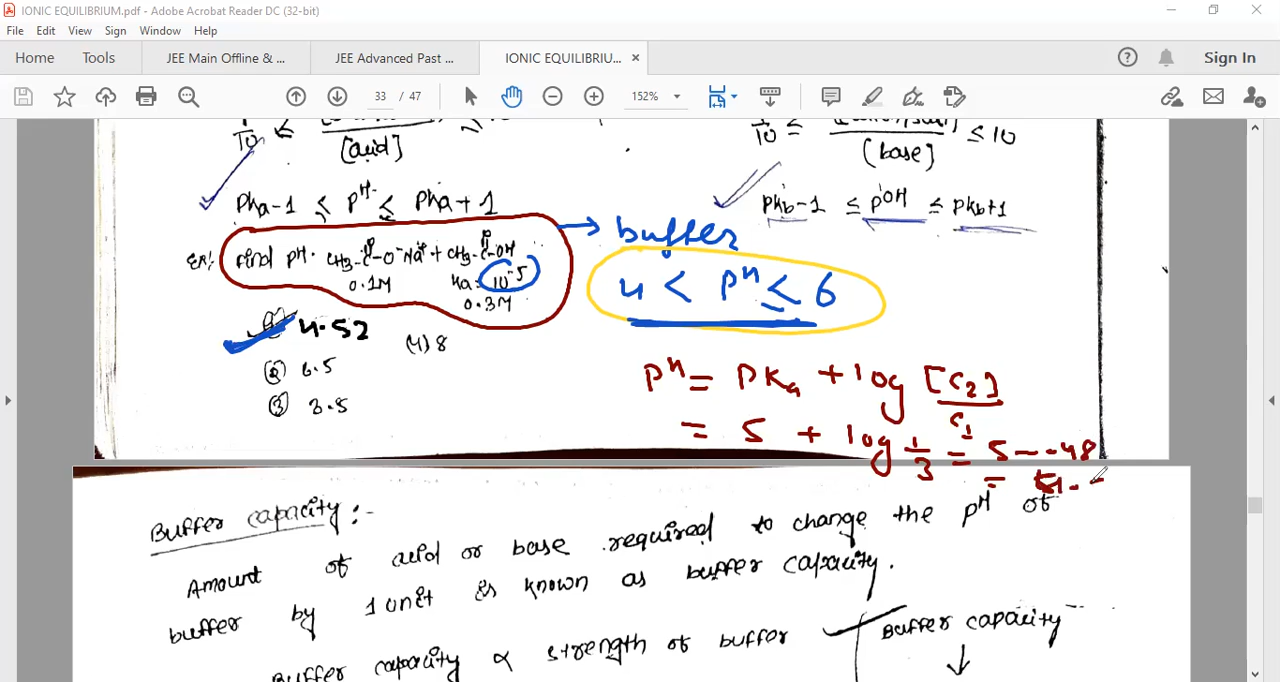 IONIC EQUILIBRIUM.pdf - Adobe Acrobat Reader DC (32-bit)
File Edit View Sign Window Help
Home Tools JEE Main Offline & ... JEE Advanced Past ... IONIC EQUILIBRIU... × Sign In
33 / 47 152%
1/10 ≤ [acid]
1/10 ≤ [base] ≤ 10
Pka-1 ≤ pH ≤ Pka+1
Pkb-1 ≤ pOH ≤ Pkb+1
buffer
Ex: Find pH. CH3-C-O⁻Na⁺ + CH3-C-OH
O O
0.1M ka = 10⁻⁵
0.3M
4 < pH ≤ 6
4.52
(4) 8
② 6.5
③ 3.5
pH = Pka + log [C2]/C1
= 5 + log 1/3 = 5 - .48
= 4.
Buffer capacity :-
Amount of acid or base required to change the pH of
buffer by 1 unit is known as buffer capacity.
Buffer capacity ∝ strength of buffer
Buffer capacity